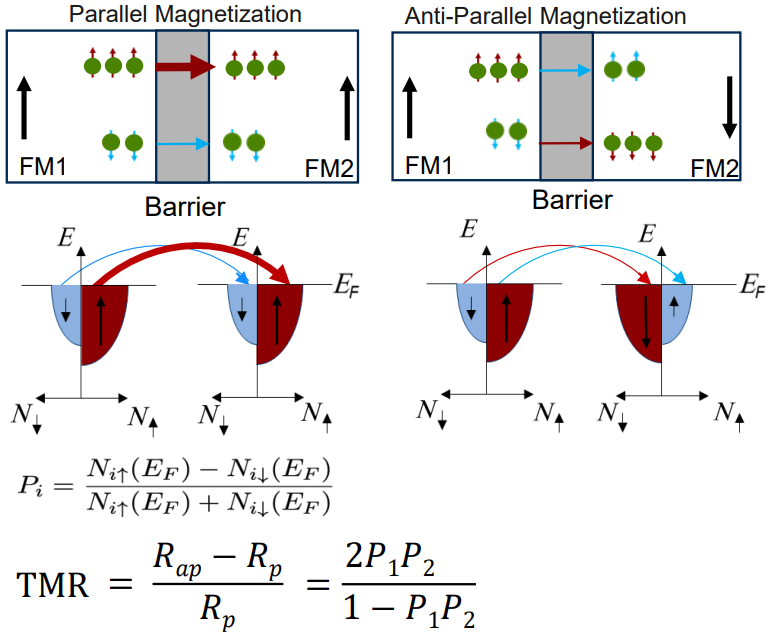 Parallel Magnetization
Anti-Parallel Magnetization
FM1
FM2
FM1
FM2
Barrier
Barrier
E
E
E_F
E
E
E_F
N↓
N↑
N↓
N↑
N↓
N↑
N↓
N↑
P_i = (N_{i↑}(E_F) − N_{i↓}(E_F)) / (N_{i↑}(E_F) + N_{i↓}(E_F))
TMR = (R_{ap} − R_p) / R_p = 2P_1P_2 / (1 − P_1P_2)